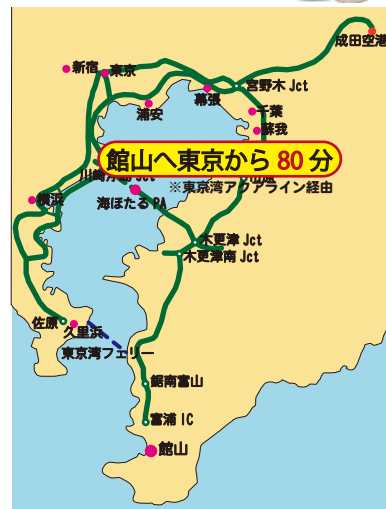 成田空港
新宿
東京
宮野木 Jct
幕張
浦安
千葉
蘇我
館山へ東京から 80 分
※東京湾アクアライン経由
横浜
海ほたる PA
木更津 Jct
木更津南 Jct
佐原
久里浜
東京湾フェリー
鋸南富山
富浦 IC
館山